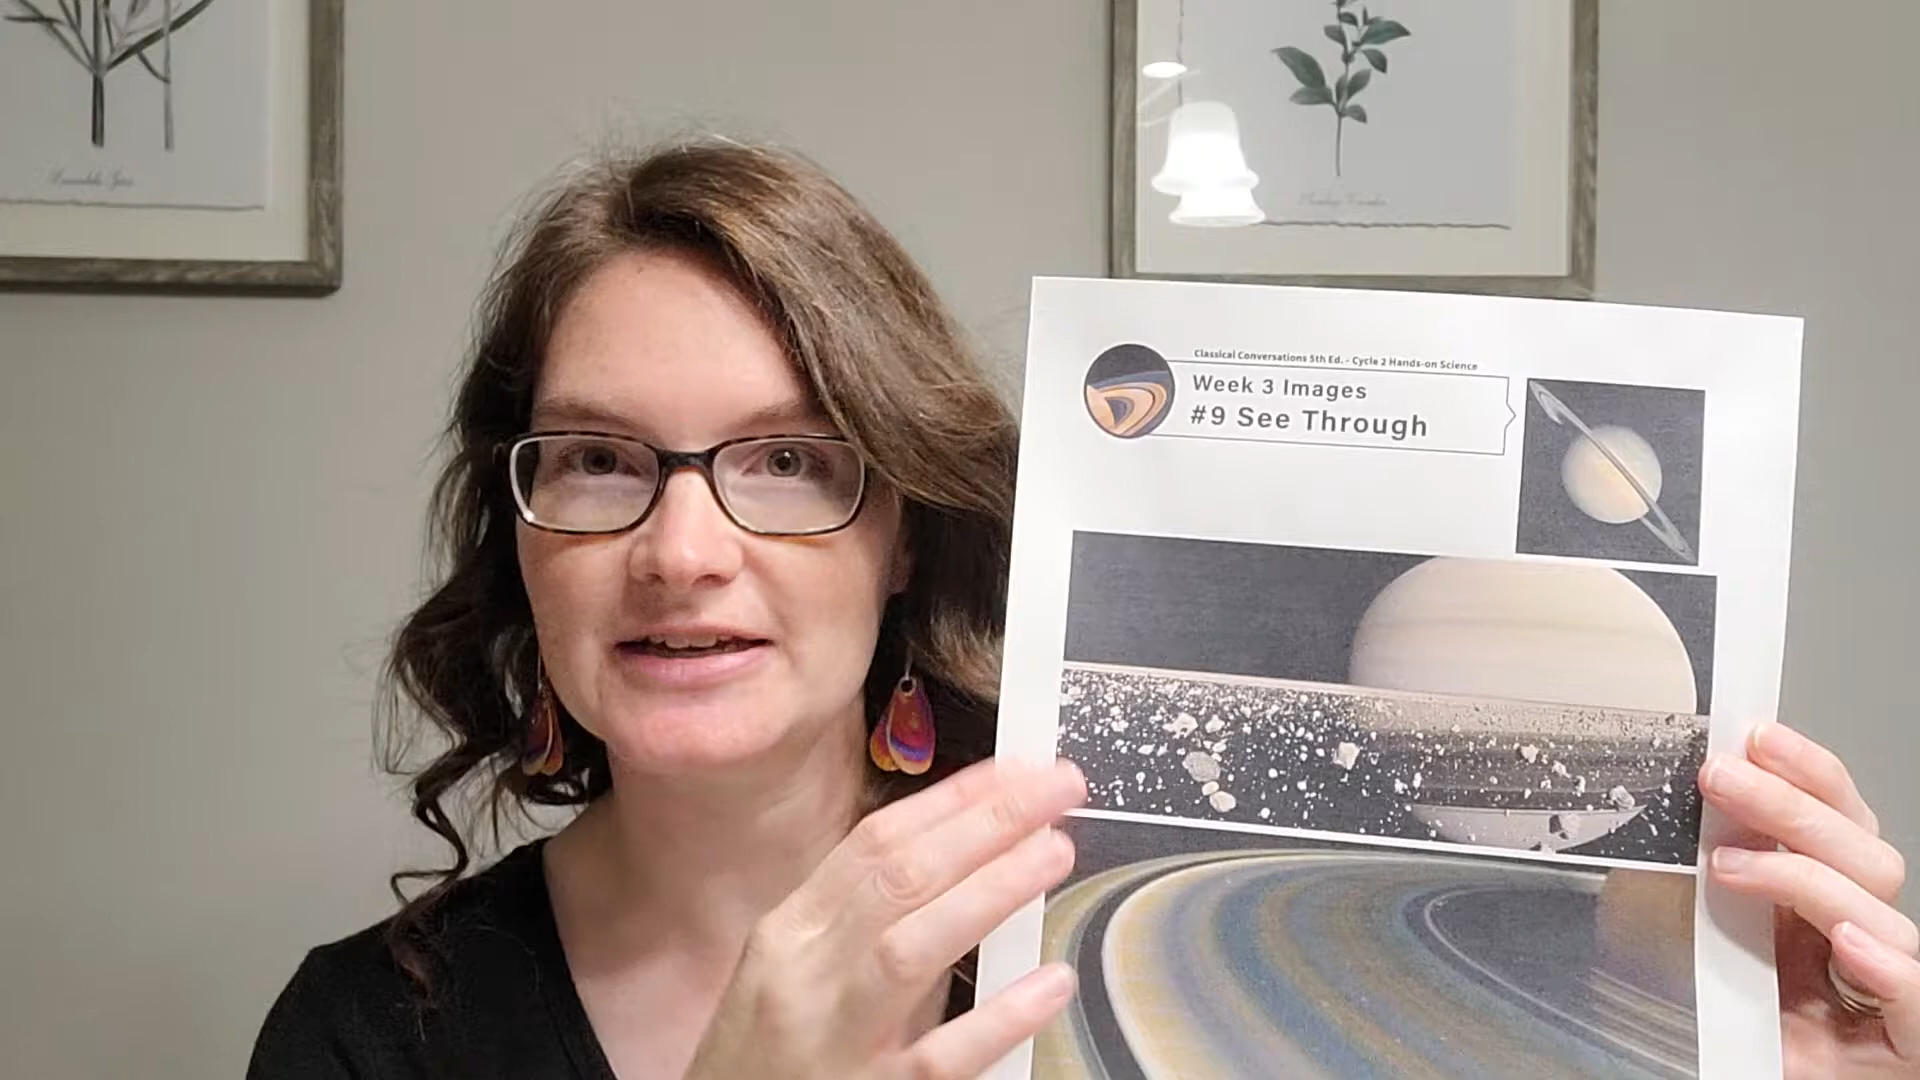 Classical Conversations 5th Ed. - Cycle 2 Hands-on Science
Week 3 Images
#9 See Through